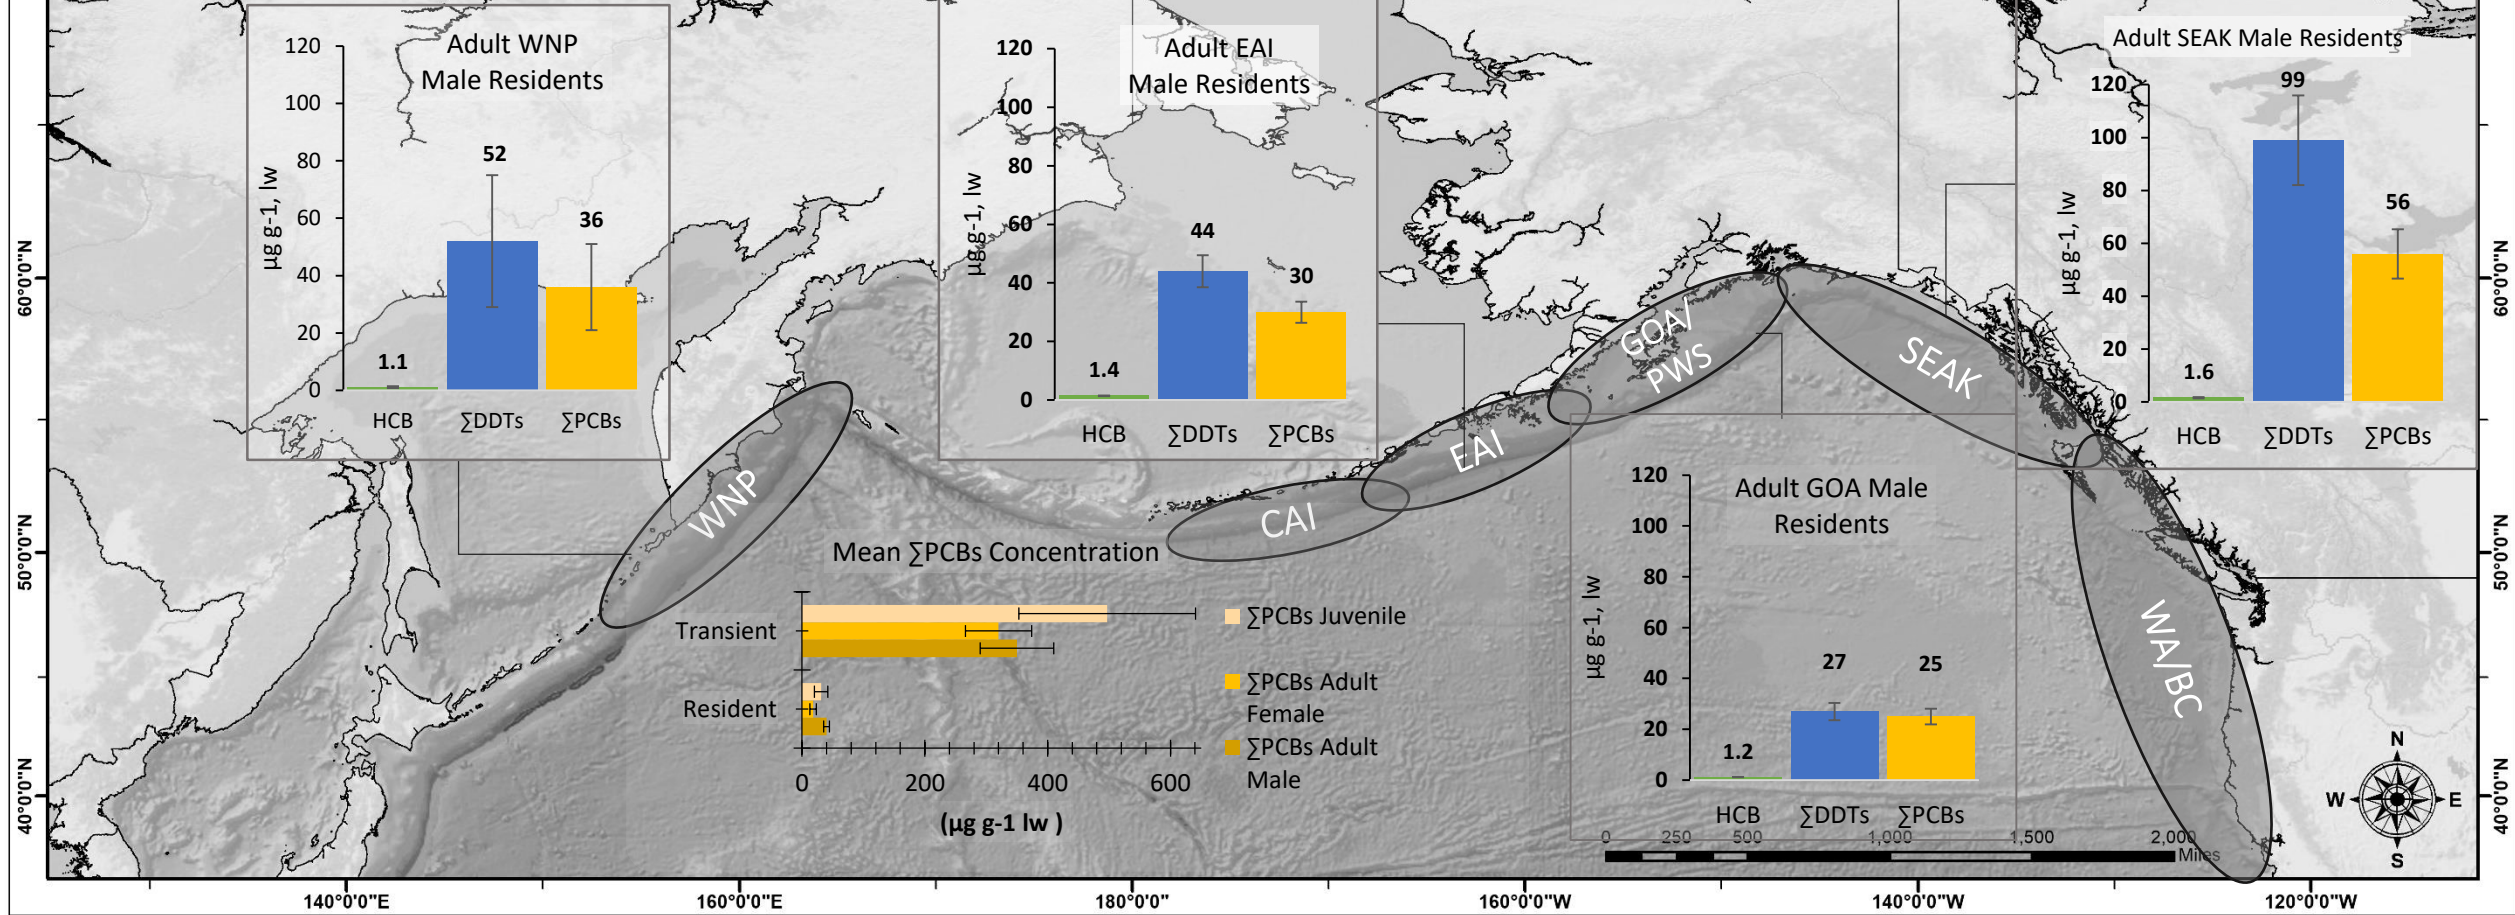 Adult WNP
Male Residents
120
100
80
60
40
20
0
µg g-1, lw
52
36
1.1
HCB
∑DDTs
∑PCBs
Adult EAI
Male Residents
120
100
80
60
40
20
0
µg g-1, lw
44
30
1.4
HCB
∑DDTs
∑PCBs
Adult SEAK Male Residents
120
100
80
60
40
20
0
µg g-1, lw
99
56
1.6
HCB
∑DDTs
∑PCBs
Adult GOA Male
Residents
120
100
80
60
40
20
0
µg g-1, lw
27
25
1.2
HCB
∑DDTs
∑PCBs
WNP
CAI
EAI
GOA/
PWS
SEAK
WA/BC
Mean ∑PCBs Concentration
Transient
Resident
0
200
400
600
(µg g-1 lw )
∑PCBs Juvenile
∑PCBs Adult
Female
∑PCBs Adult
Male
0
250
500
1,000
1,500
2,000
Miles
N
W
E
S
60°0'0"N
50°0'0"N
40°0'0"N
60°0'0"N
50°0'0"N
40°0'0"N
140°0'0"E
160°0'0"E
180°0'0"
160°0'0"W
140°0'0"W
120°0'0"W